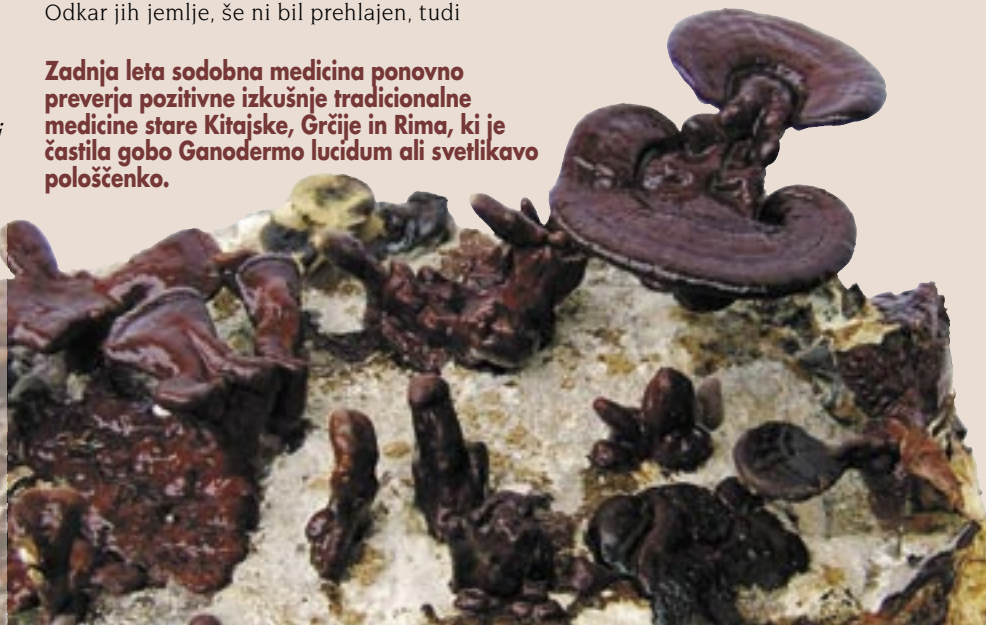 Odkar jih jemlje, še ni bil prehlajen, tudi
Zadnja leta sodobna medicina ponovno
preverja pozitivne izkušnje tradicionalne
medicine stare Kitajske, Grčije in Rima, ki je
častila gobo Ganodermo lucidum ali svetlikavo
pološčenko.